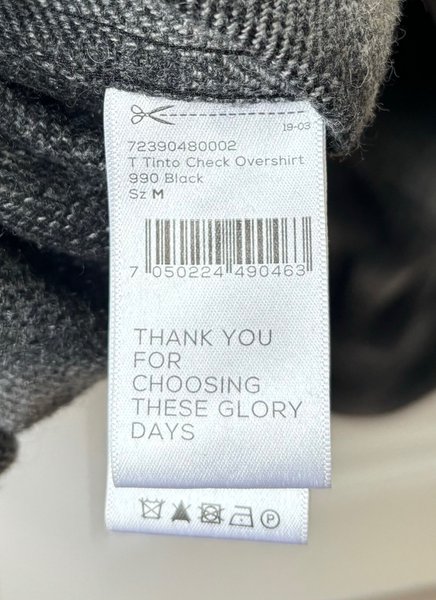 19-03
72390480002
T Tinto Check Overshirt
990 Black
Sz M
7 050224 490463
THANK YOU
FOR
CHOOSING
THESE GLORY
DAYS
P